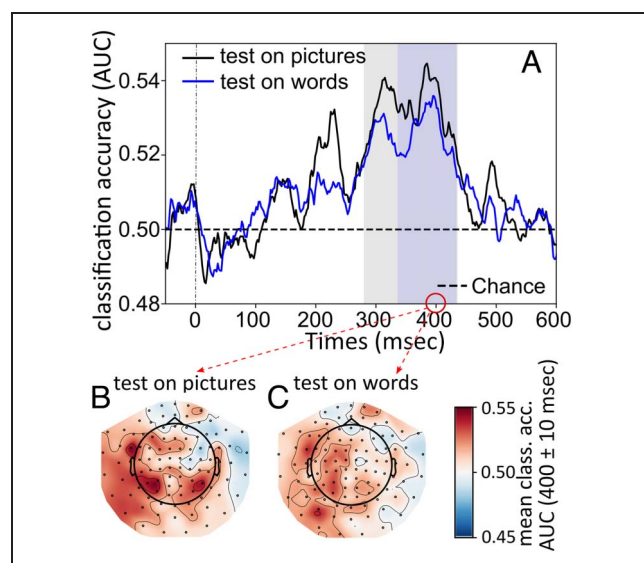 A
test on pictures
test on words
classification accuracy (AUC)
0.54
0.52
0.50
0.48
Chance
0
100
200
300
400
500
600
Times (msec)
B
test on pictures
C
test on words
0.55
0.50
0.45
mean class. acc.
AUC (400 ± 10 msec)